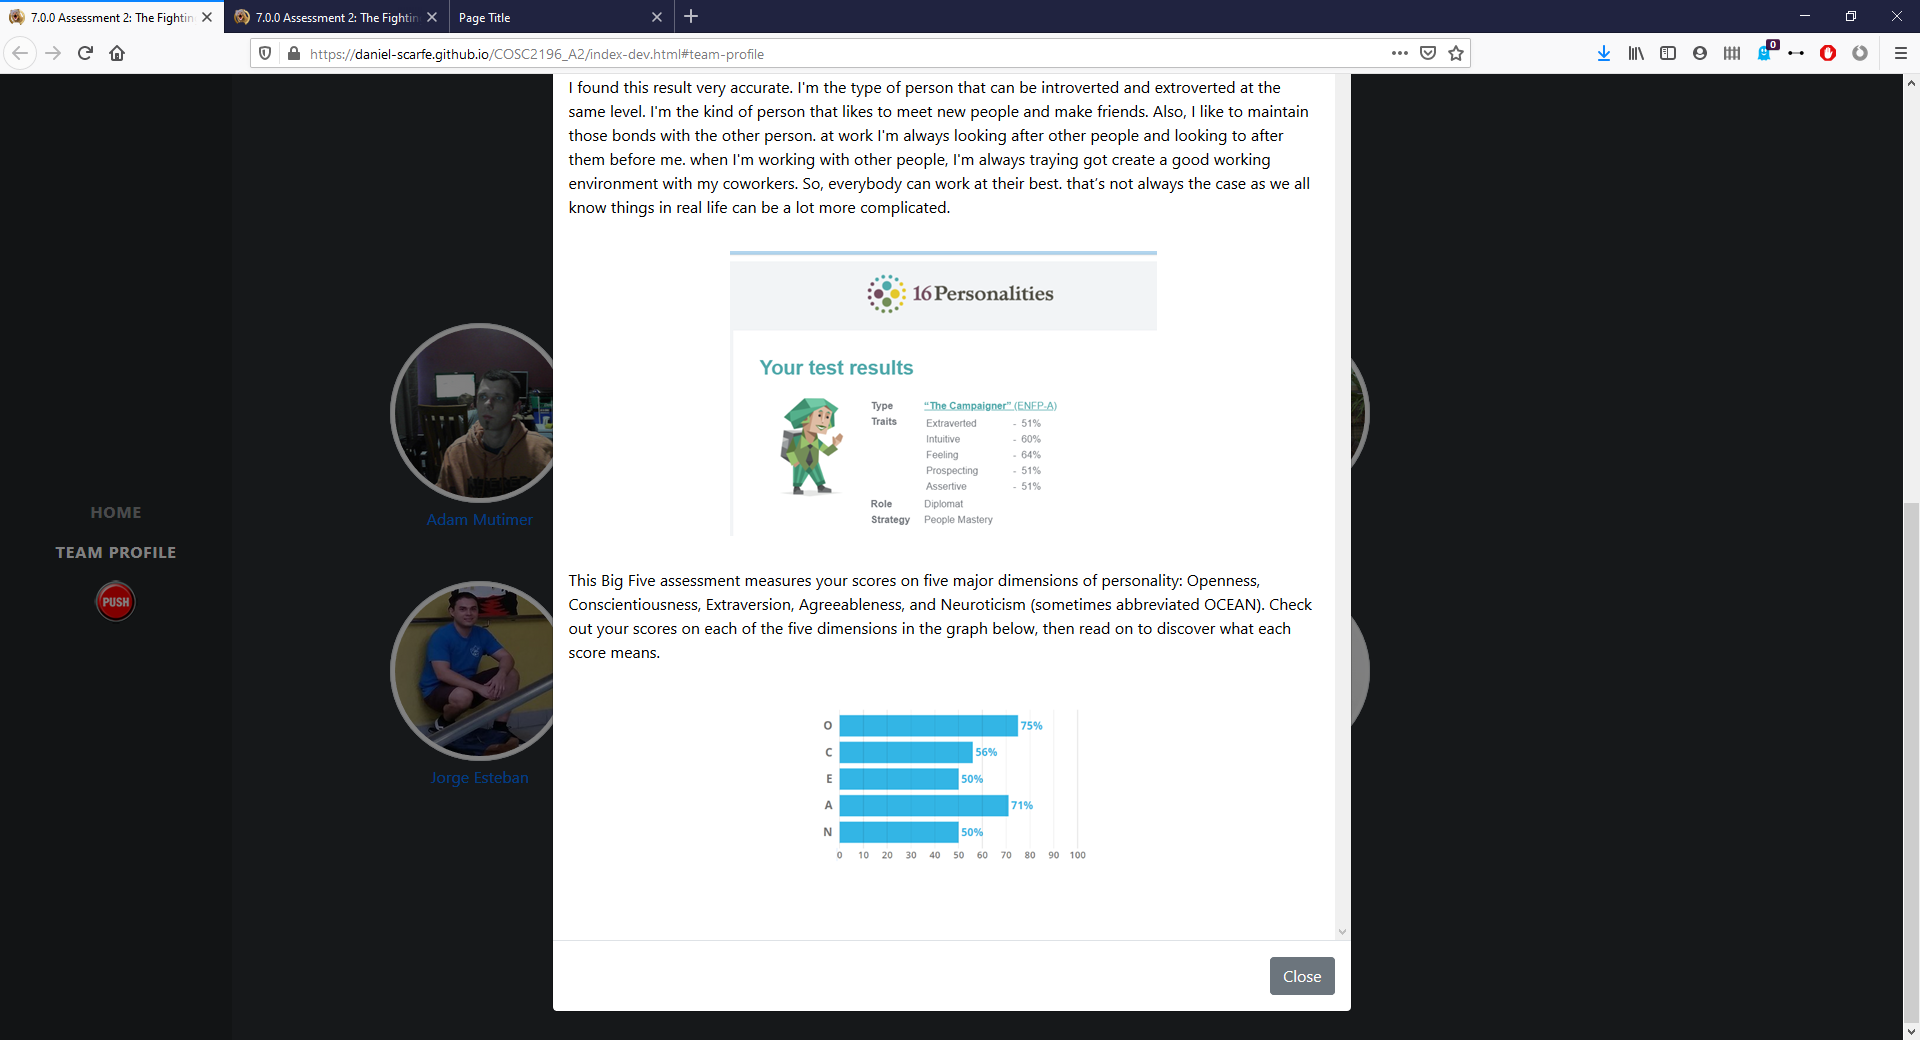 7.0.0 Assessment 2: The Fightin
7.0.0 Assessment 2: The Fightin
Page Title
https://daniel-scarfe.github.io/COSC2196_A2/index-dev.html#team-profile
0
I found this result very accurate. I'm the type of person that can be introverted and extroverted at the
same level. I'm the kind of person that likes to meet new people and make friends. Also, I like to maintain
those bonds with the other person. at work I'm always looking after other people and looking to after
them before me. when I'm working with other people, I'm always traying got create a good working
environment with my coworkers. So, everybody can work at their best. that’s not always the case as we all
know things in real life can be a lot more complicated.
16Personalities
Your test results
Type "The Campaigner" (ENFP-A)
Traits Extraverted - 51%
Intuitive - 60%
Feeling - 64%
Prospecting - 51%
Assertive - 51%
Role Diplomat
Strategy People Mastery
Adam Mutimer
HOME
TEAM PROFILE
PUSH
Jorge Esteban
This Big Five assessment measures your scores on five major dimensions of personality: Openness,
Conscientiousness, Extraversion, Agreeableness, and Neuroticism (sometimes abbreviated OCEAN). Check
out your scores on each of the five dimensions in the graph below, then read on to discover what each
score means.
O 75%
C 56%
E 50%
A 71%
N 50%
0 10 20 30 40 50 60 70 80 90 100
Close